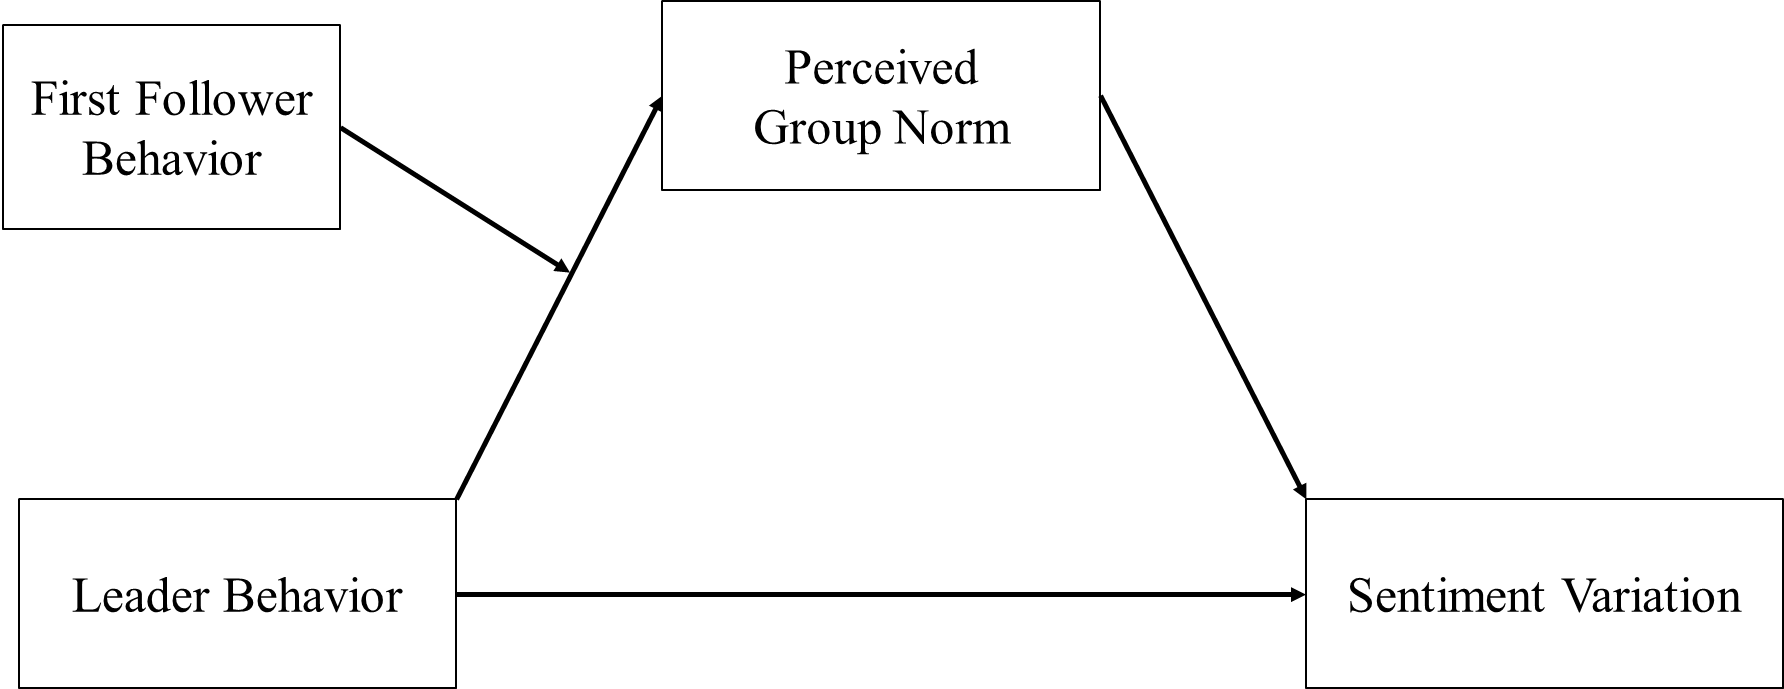 First Follower
Behavior
Perceived
Group Norm
Leader Behavior
Sentiment Variation